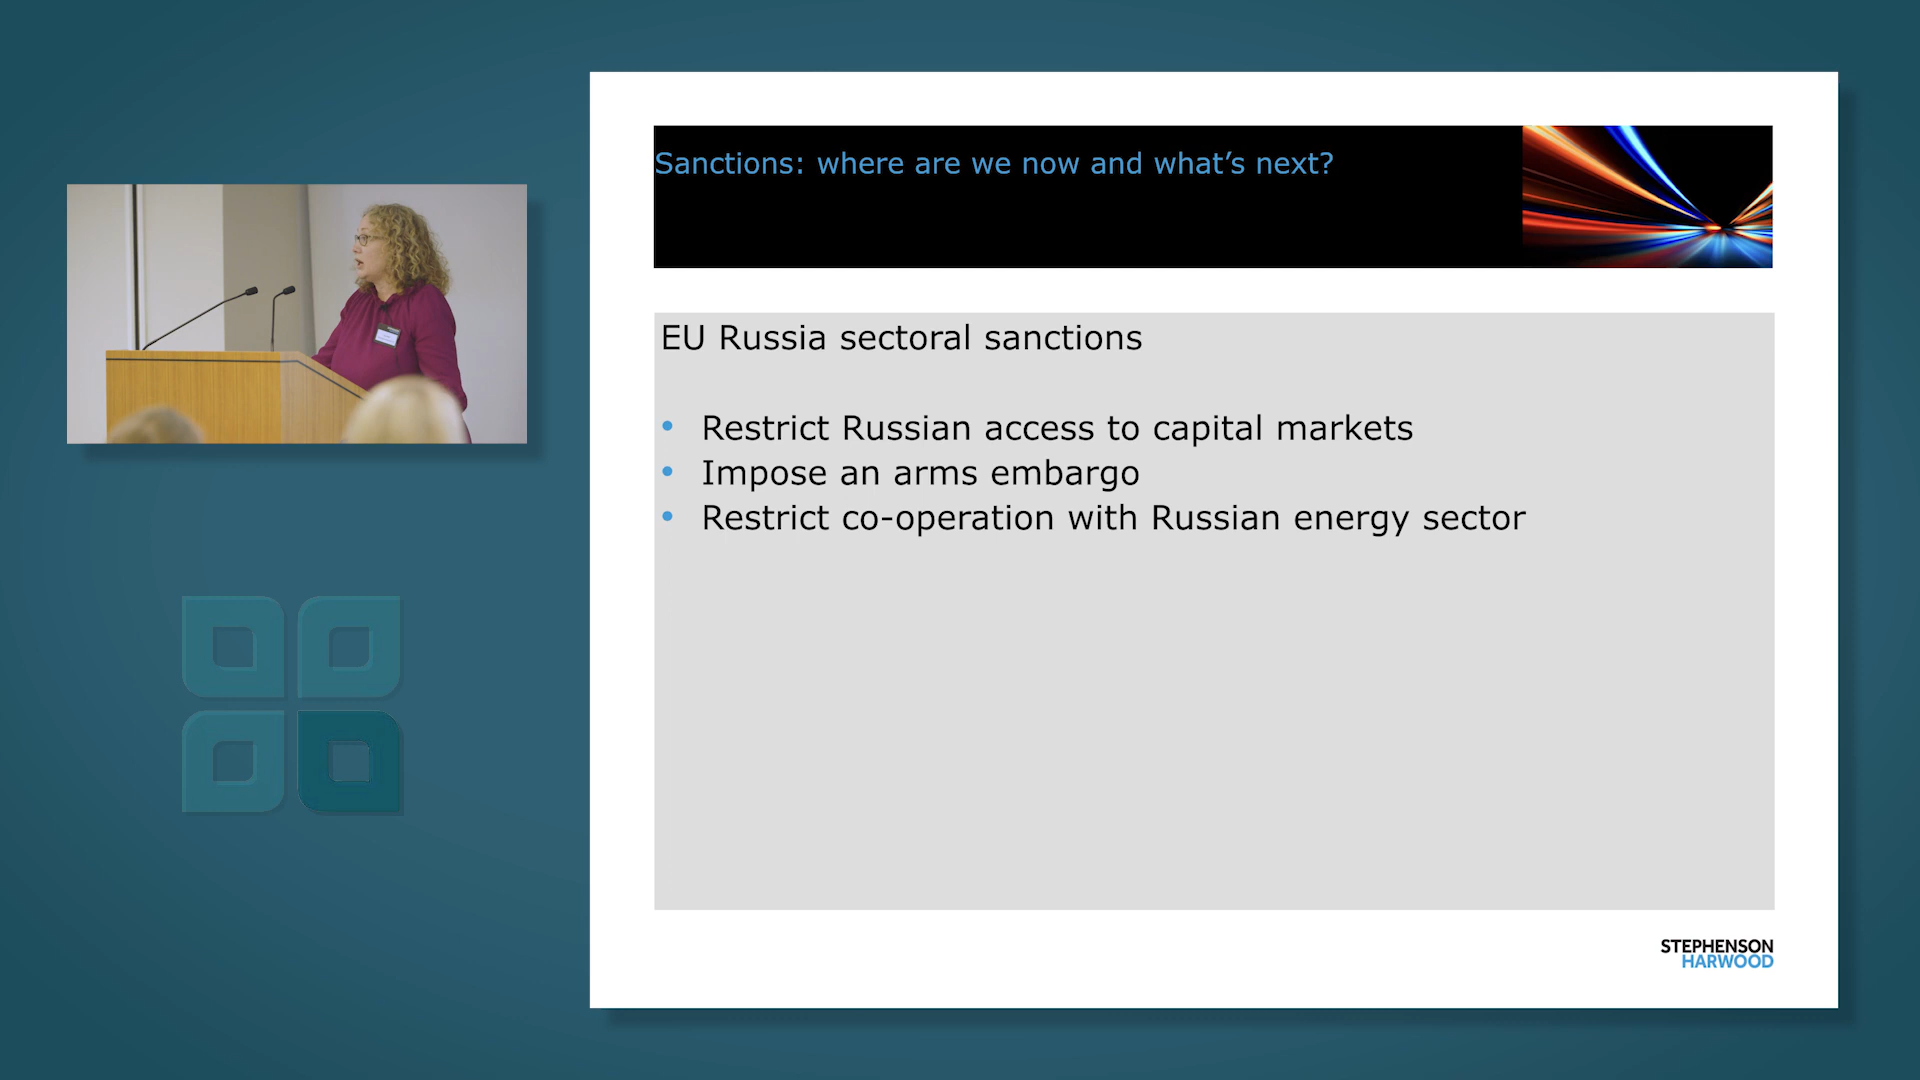 Sanctions: where are we now and what’s next?
EU Russia sectoral sanctions
• Restrict Russian access to capital markets
• Impose an arms embargo
• Restrict co-operation with Russian energy sector
STEPHENSON
HARWOOD